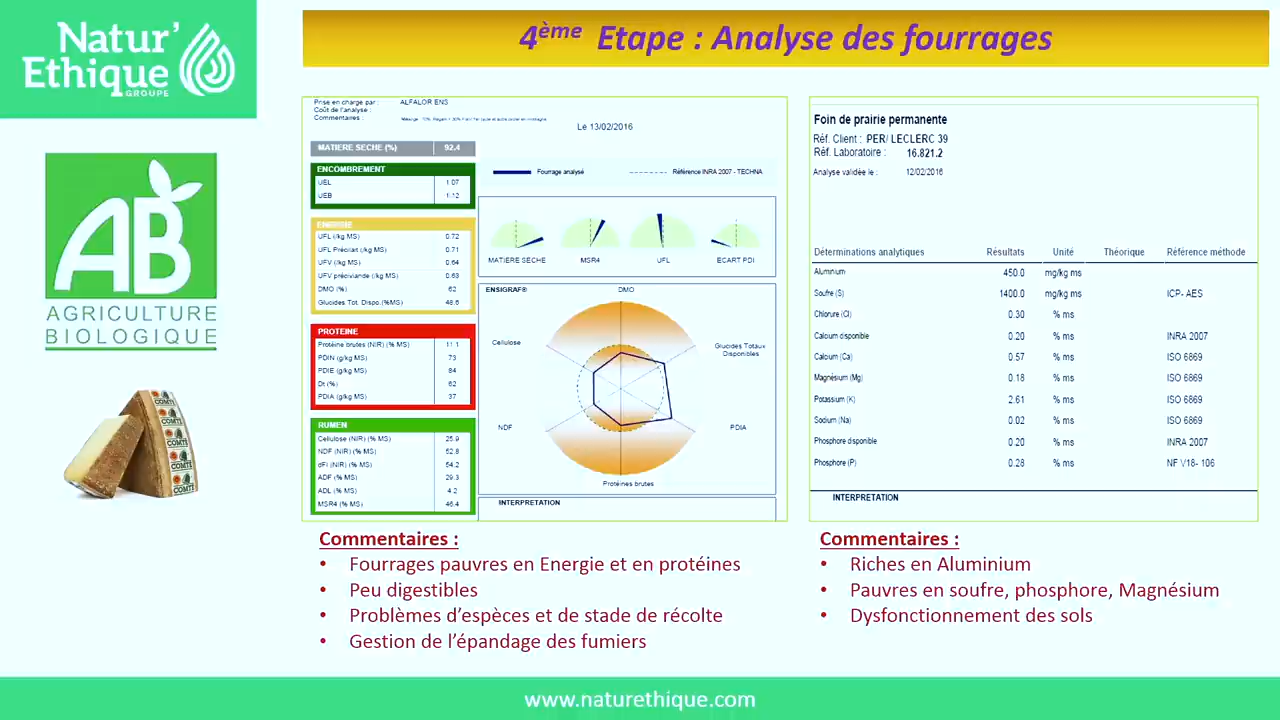 Natur'
Ethique
GROUPE
4ème Etape : Analyse des fourrages
AB
AGRICULTURE
BIOLOGIQUE
COMTÉ
COMTÉ
COMTÉ
COMTÉ
Prise en charge par : ALFALOR ENS
Coût de l'analyse :
Commentaires :
Le 13/02/2016
MATIERE SECHE (%) 92.4
ENCOMBREMENT
UEL 1.07
UEB 1.12
ENERGIE
UFL (/kg MS) 0.72
UFL Précitais (/kg MS) 0.71
UFV (/kg MS) 0.64
UFV préviande (/kg MS) 0.63
DMO (%) 62
Glucides Tot. Dispo.(%MS) 48.6
PROTEINE
Protéine brutes (NIR) (% MS) 11.1
PDIN (g/kg MS) 73
PDIE (g/kg MS) 84
Dt (%) 62
PDIA (g/kg MS) 37
RUMEN
Cellulose (NIR) (% MS) 25.9
NDF (NIR) (% MS) 52.8
dFl (NIR) (% MS) 54.2
ADF (% MS) 29.3
ADL (% MS) 4.2
MSR4 (% MS) 46.4
Fourrage analysé Référence INRA 2007 - TECHNA
MATIERE SÈCHE MSR4 UFL ECART PDI
ENSIGRAF® DMO
Cellulose
Glucides Totaux
Disponibles
NDF
PDIA
Protéines brutes
INTERPRETATION
Foin de prairie permanente
Réf. Client : PER/ LECLERC 39
Réf. Laboratoire : 16.821.2
Analyse validée le : 12/02/2016
Déterminations analytiques Résultats Unité Théorique Référence méthode
Aluminium 450.0 mg/kg ms
Soufre (S) 1400.0 mg/kg ms ICP- AES
Chlorure (Cl) 0.30 % ms
Calcium disponible 0.20 % ms INRA 2007
Calcium (Ca) 0.57 % ms ISO 6869
Magnésium (Mg) 0.18 % ms ISO 6869
Potassium (K) 2.61 % ms ISO 6869
Sodium (Na) 0.02 % ms ISO 6869
Phosphore disponible 0.20 % ms INRA 2007
Phosphore (P) 0.28 % ms NF V18- 106
INTERPRETATION
Commentaires :
• Fourrages pauvres en Energie et en protéines
• Peu digestibles
• Problèmes d'espèces et de stade de récolte
• Gestion de l'épandage des fumiers
Commentaires :
• Riches en Aluminium
• Pauvres en soufre, phosphore, Magnésium
• Dysfonctionnement des sols
www.naturethique.com